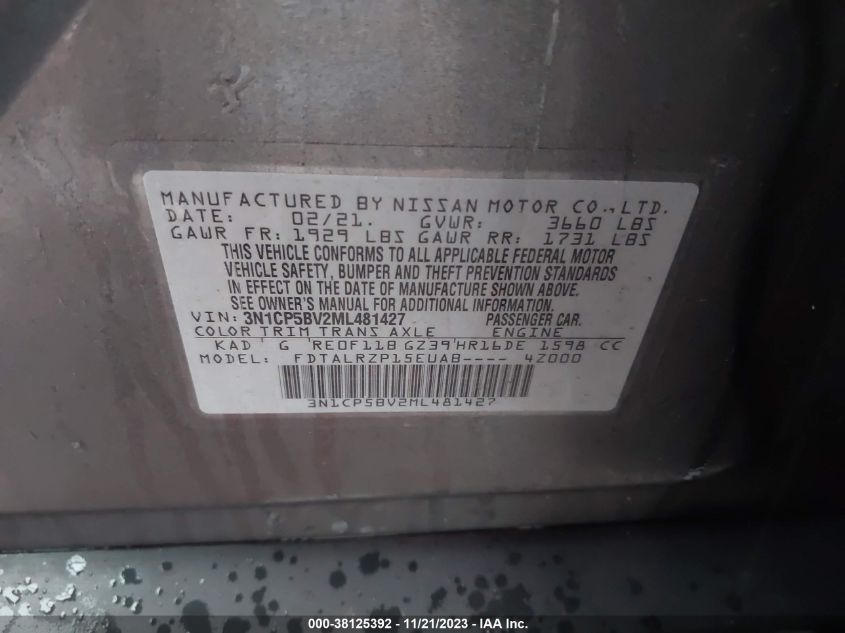 MANUFACTURED BY NISSAN MOTOR CO.,LTD.
DATE: 02/21. GVWR: 3660 LBS
GAWR FR: 1929 LBS GAWR RR: 1731 LBS
THIS VEHICLE CONFORMS TO ALL APPLICABLE FEDERAL MOTOR
VEHICLE SAFETY, BUMPER AND THEFT PREVENTION STANDARDS
IN EFFECT ON THE DATE OF MANUFACTURE SHOWN ABOVE.
SEE OWNER'S MANUAL FOR ADDITIONAL INFORMATION.
VIN: 3N1CP5BV2ML481427 PASSENGER CAR.
COLOR TRIM TRANS AXLE ENGINE
KAD G RE0F11B GZ39 HR16DE 1598 CC
MODEL: FDTALRZP15EUAB---- 4Z000
3N1CP5BV2ML481427
000-38125392 — 11/21/2023 — IAA Inc.